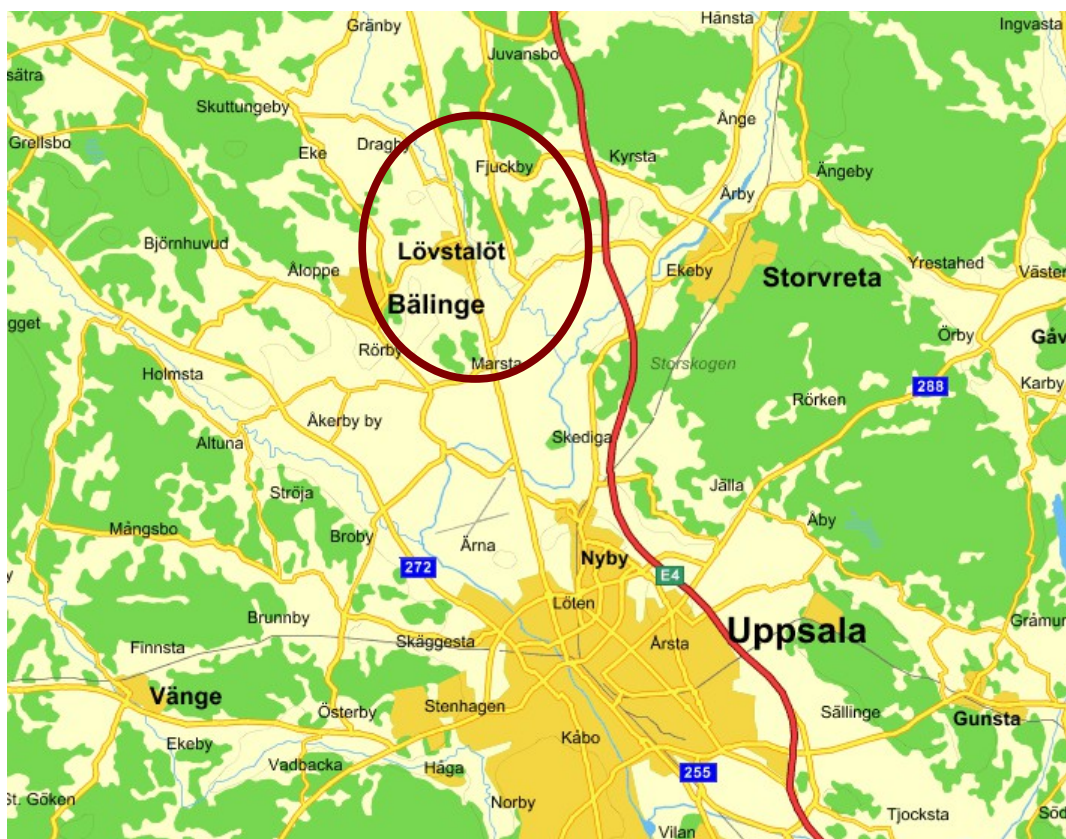 Gränby
Hänsta
Ingvasta
Juvansbo
sätra
Skuttungeby
Ånge
Grellsbo
Dragby
Eke
Fjuckby
Kyrsta
Ängeby
Ärby
Björnhuvud
Lövstalöt
Åloppe
Ekeby
Storvreta
Yrestahed
Väster
Bälinge
gget
Örby
Gåv
Rörby
Marsta
Storskogen
Holmsta
288
Karby
Rörken
Åkerby by
Altuna
Skediga
Jälla
Ströja
Mångsbo
Broby
Åby
Ärna
Nyby
272
E4
Löten
Brunnby
Uppsala
Gråmur
Finnsta
Skäggesta
Årsta
Vänge
Stenhagen
Österby
Sällinge
Gunsta
Ekeby
Kåbo
Vadbacka
Håga
255
St. Göken
Norby
Tjocksta
Söd
Vilan